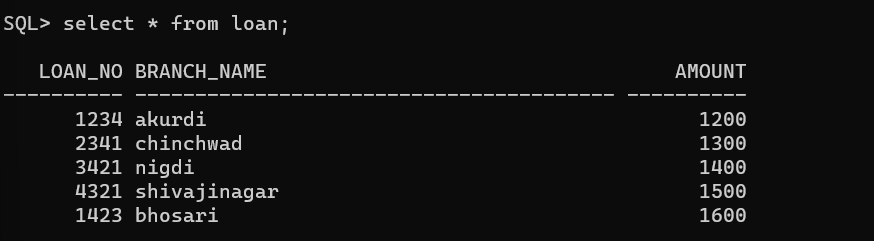 SQL> select * from loan;
LOAN_NO BRANCH_NAME AMOUNT
---------- ---------------------------------------- ----------
1234 akurdi 1200
2341 chinchwad 1300
3421 nigdi 1400
4321 shivajinagar 1500
1423 bhosari 1600